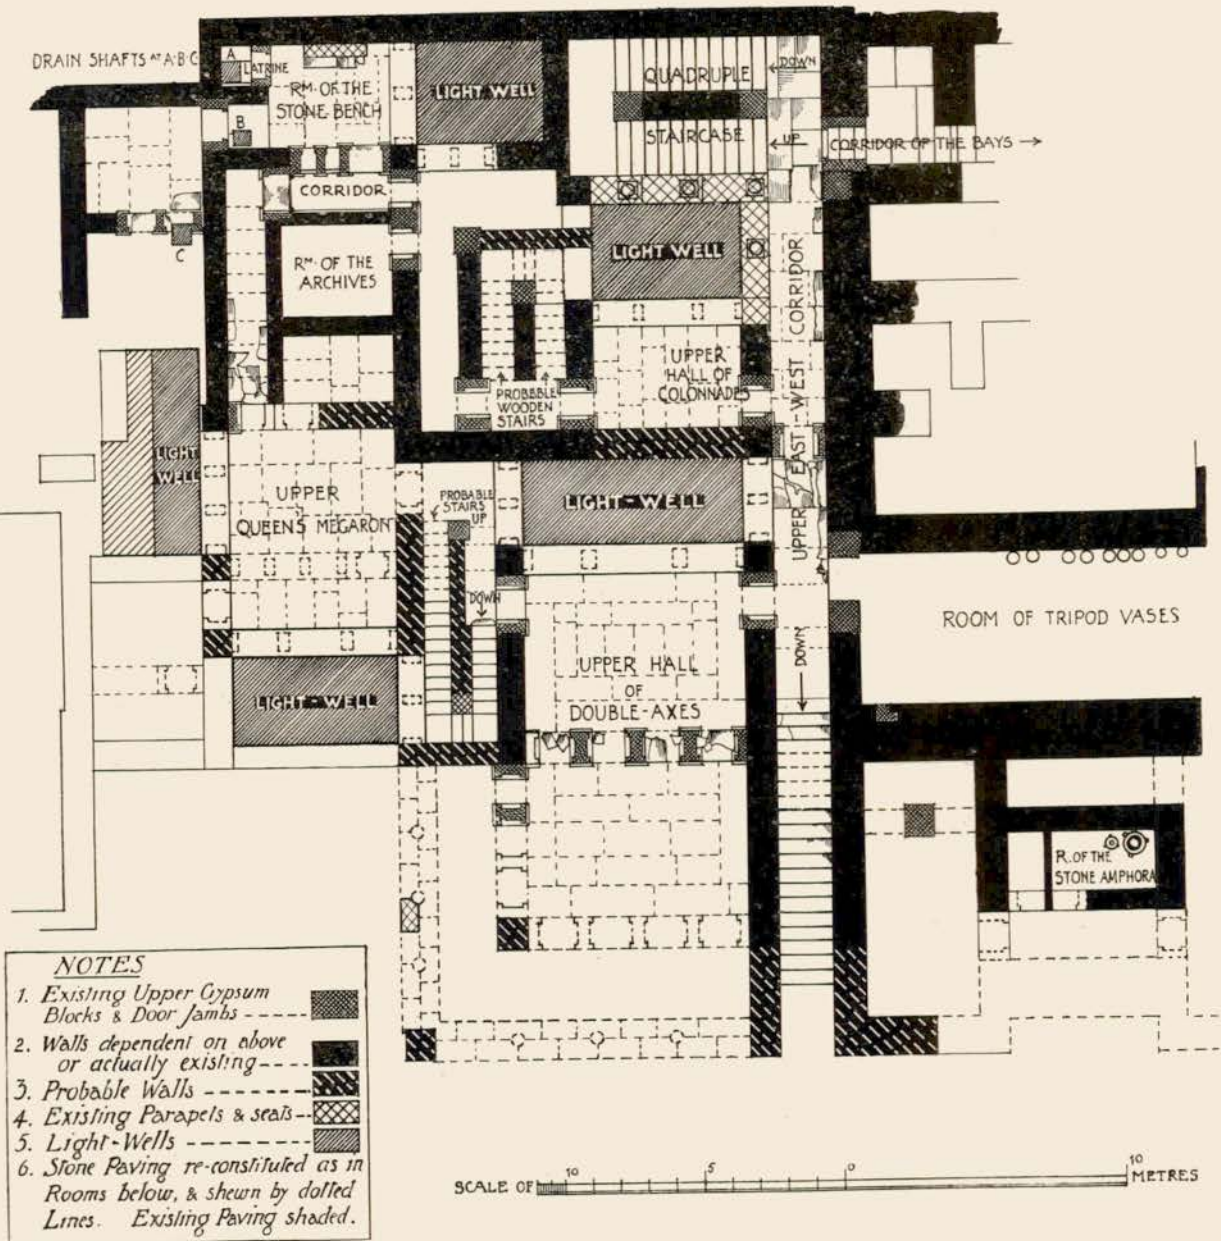 DRAIN SHAFTS AT A·B·C
A
LATRINE
B
C
RM. OF THE
STONE BENCH
LIGHT WELL
QUADRUPLE
STAIRCASE
DOWN
UP
CORRIDOR OF THE BAYS
CORRIDOR
RM. OF THE
ARCHIVES
LIGHT WELL
PROBABLE
WOODEN
STAIRS
UPPER
HALL OF
COLONNADES
UPPER EAST-WEST CORRIDOR
LIGHT
WELL
UPPER
QUEENS MEGARON
PROBABLE
STAIRS
UP
DOWN
LIGHT-WELL
LIGHT-WELL
UPPER HALL
OF
DOUBLE-AXES
DOWN
ROOM OF TRIPOD VASES
R. OF THE
STONE AMPHORA
NOTES
1. Existing Upper Gypsum
Blocks & Door Jambs
2. Walls dependent on above
or actually existing
3. Probable Walls
4. Existing Parapets & seats
5. Light-Wells
6. Stone Paving re-constituted as in
Rooms below, & shewn by dotted
Lines. Existing Paving shaded.
SCALE OF 10 5 0 10 METRES